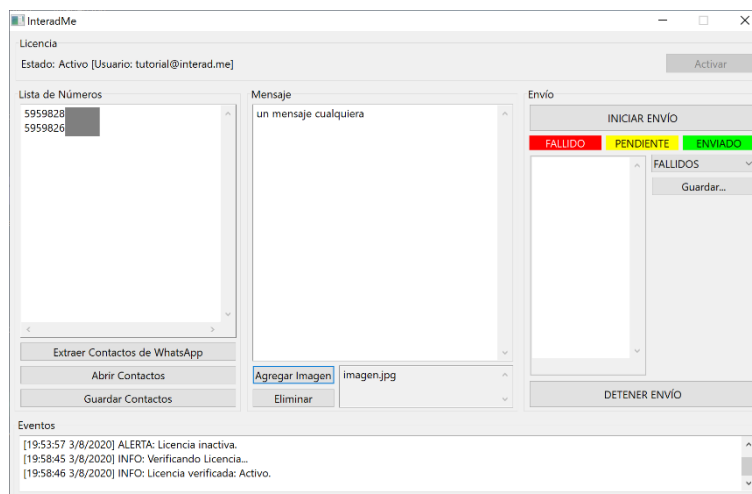 InteradMe
Licencia
Estado: Activo [Usuario: tutorial@interad.me]
Activar
Lista de Números
5959828
5959826
Extraer Contactos de WhatsApp
Abrir Contactos
Guardar Contactos
Mensaje
un mensaje cualquiera
Agregar Imagen
imagen.jpg
Eliminar
Envío
INICIAR ENVÍO
FALLIDO PENDIENTE ENVIADO
FALLIDOS
Guardar...
DETENER ENVÍO
Eventos
[19:53:57 3/8/2020] ALERTA: Licencia inactiva.
[19:58:45 3/8/2020] INFO: Verificando Licencia...
[19:58:46 3/8/2020] INFO: Licencia verificada: Activo.